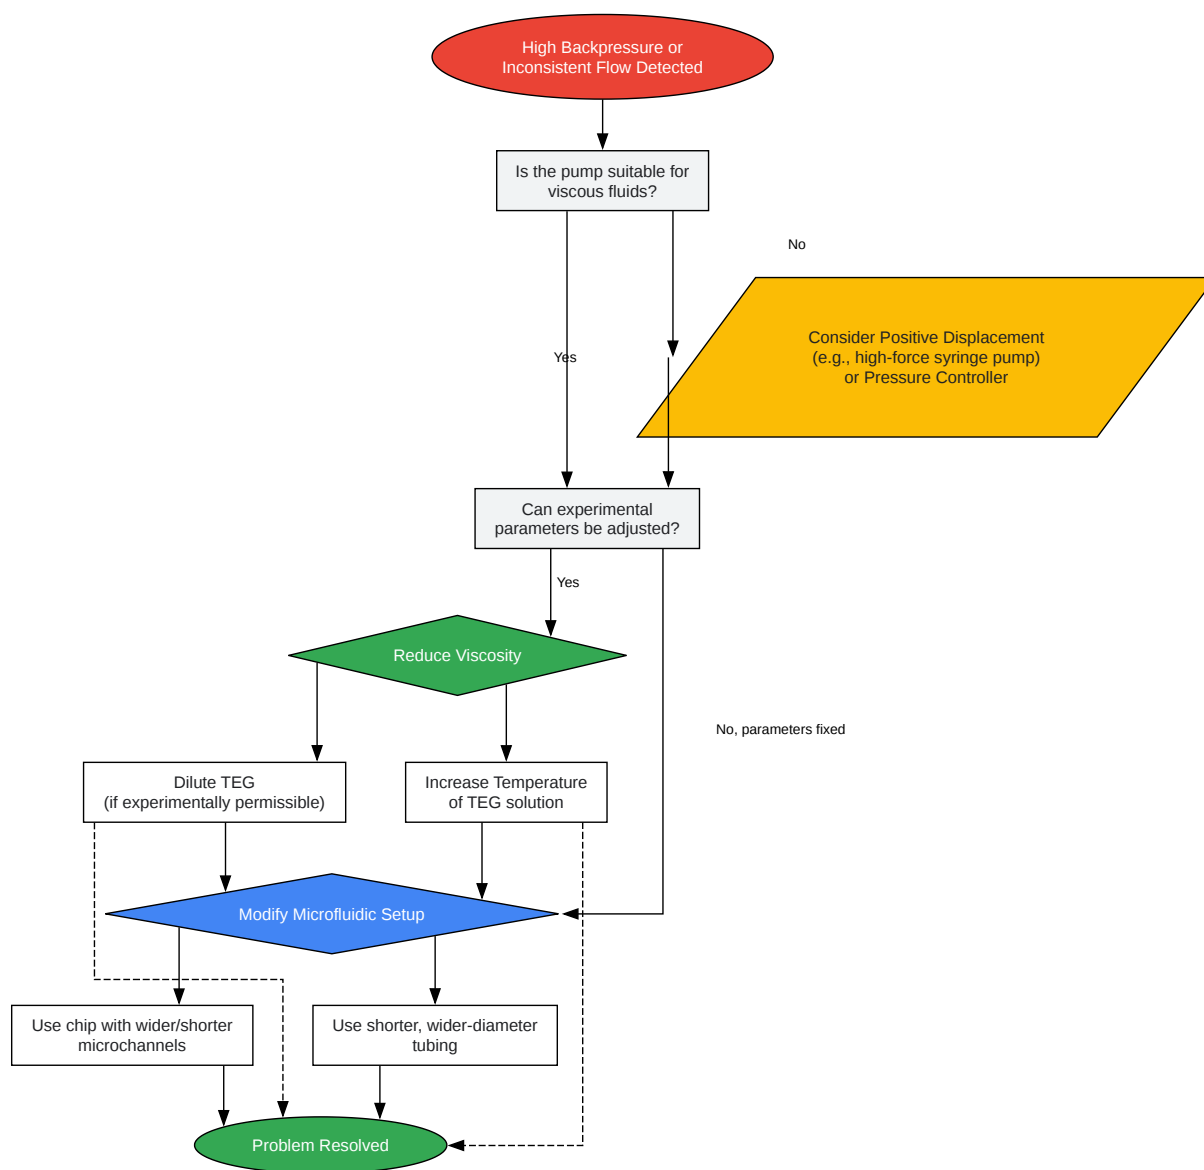 High Backpressure or
Inconsistent Flow Detected
Is the pump suitable for
viscous fluids?
No
Consider Positive Displacement
(e.g., high-force syringe pump)
or Pressure Controller
Yes
Can experimental
parameters be adjusted?
Yes
Reduce Viscosity
No, parameters fixed
Dilute TEG
(if experimentally permissible)
Increase Temperature
of TEG solution
Modify Microfluidic Setup
Use chip with wider/shorter
microchannels
Use shorter, wider-diameter
tubing
Problem Resolved